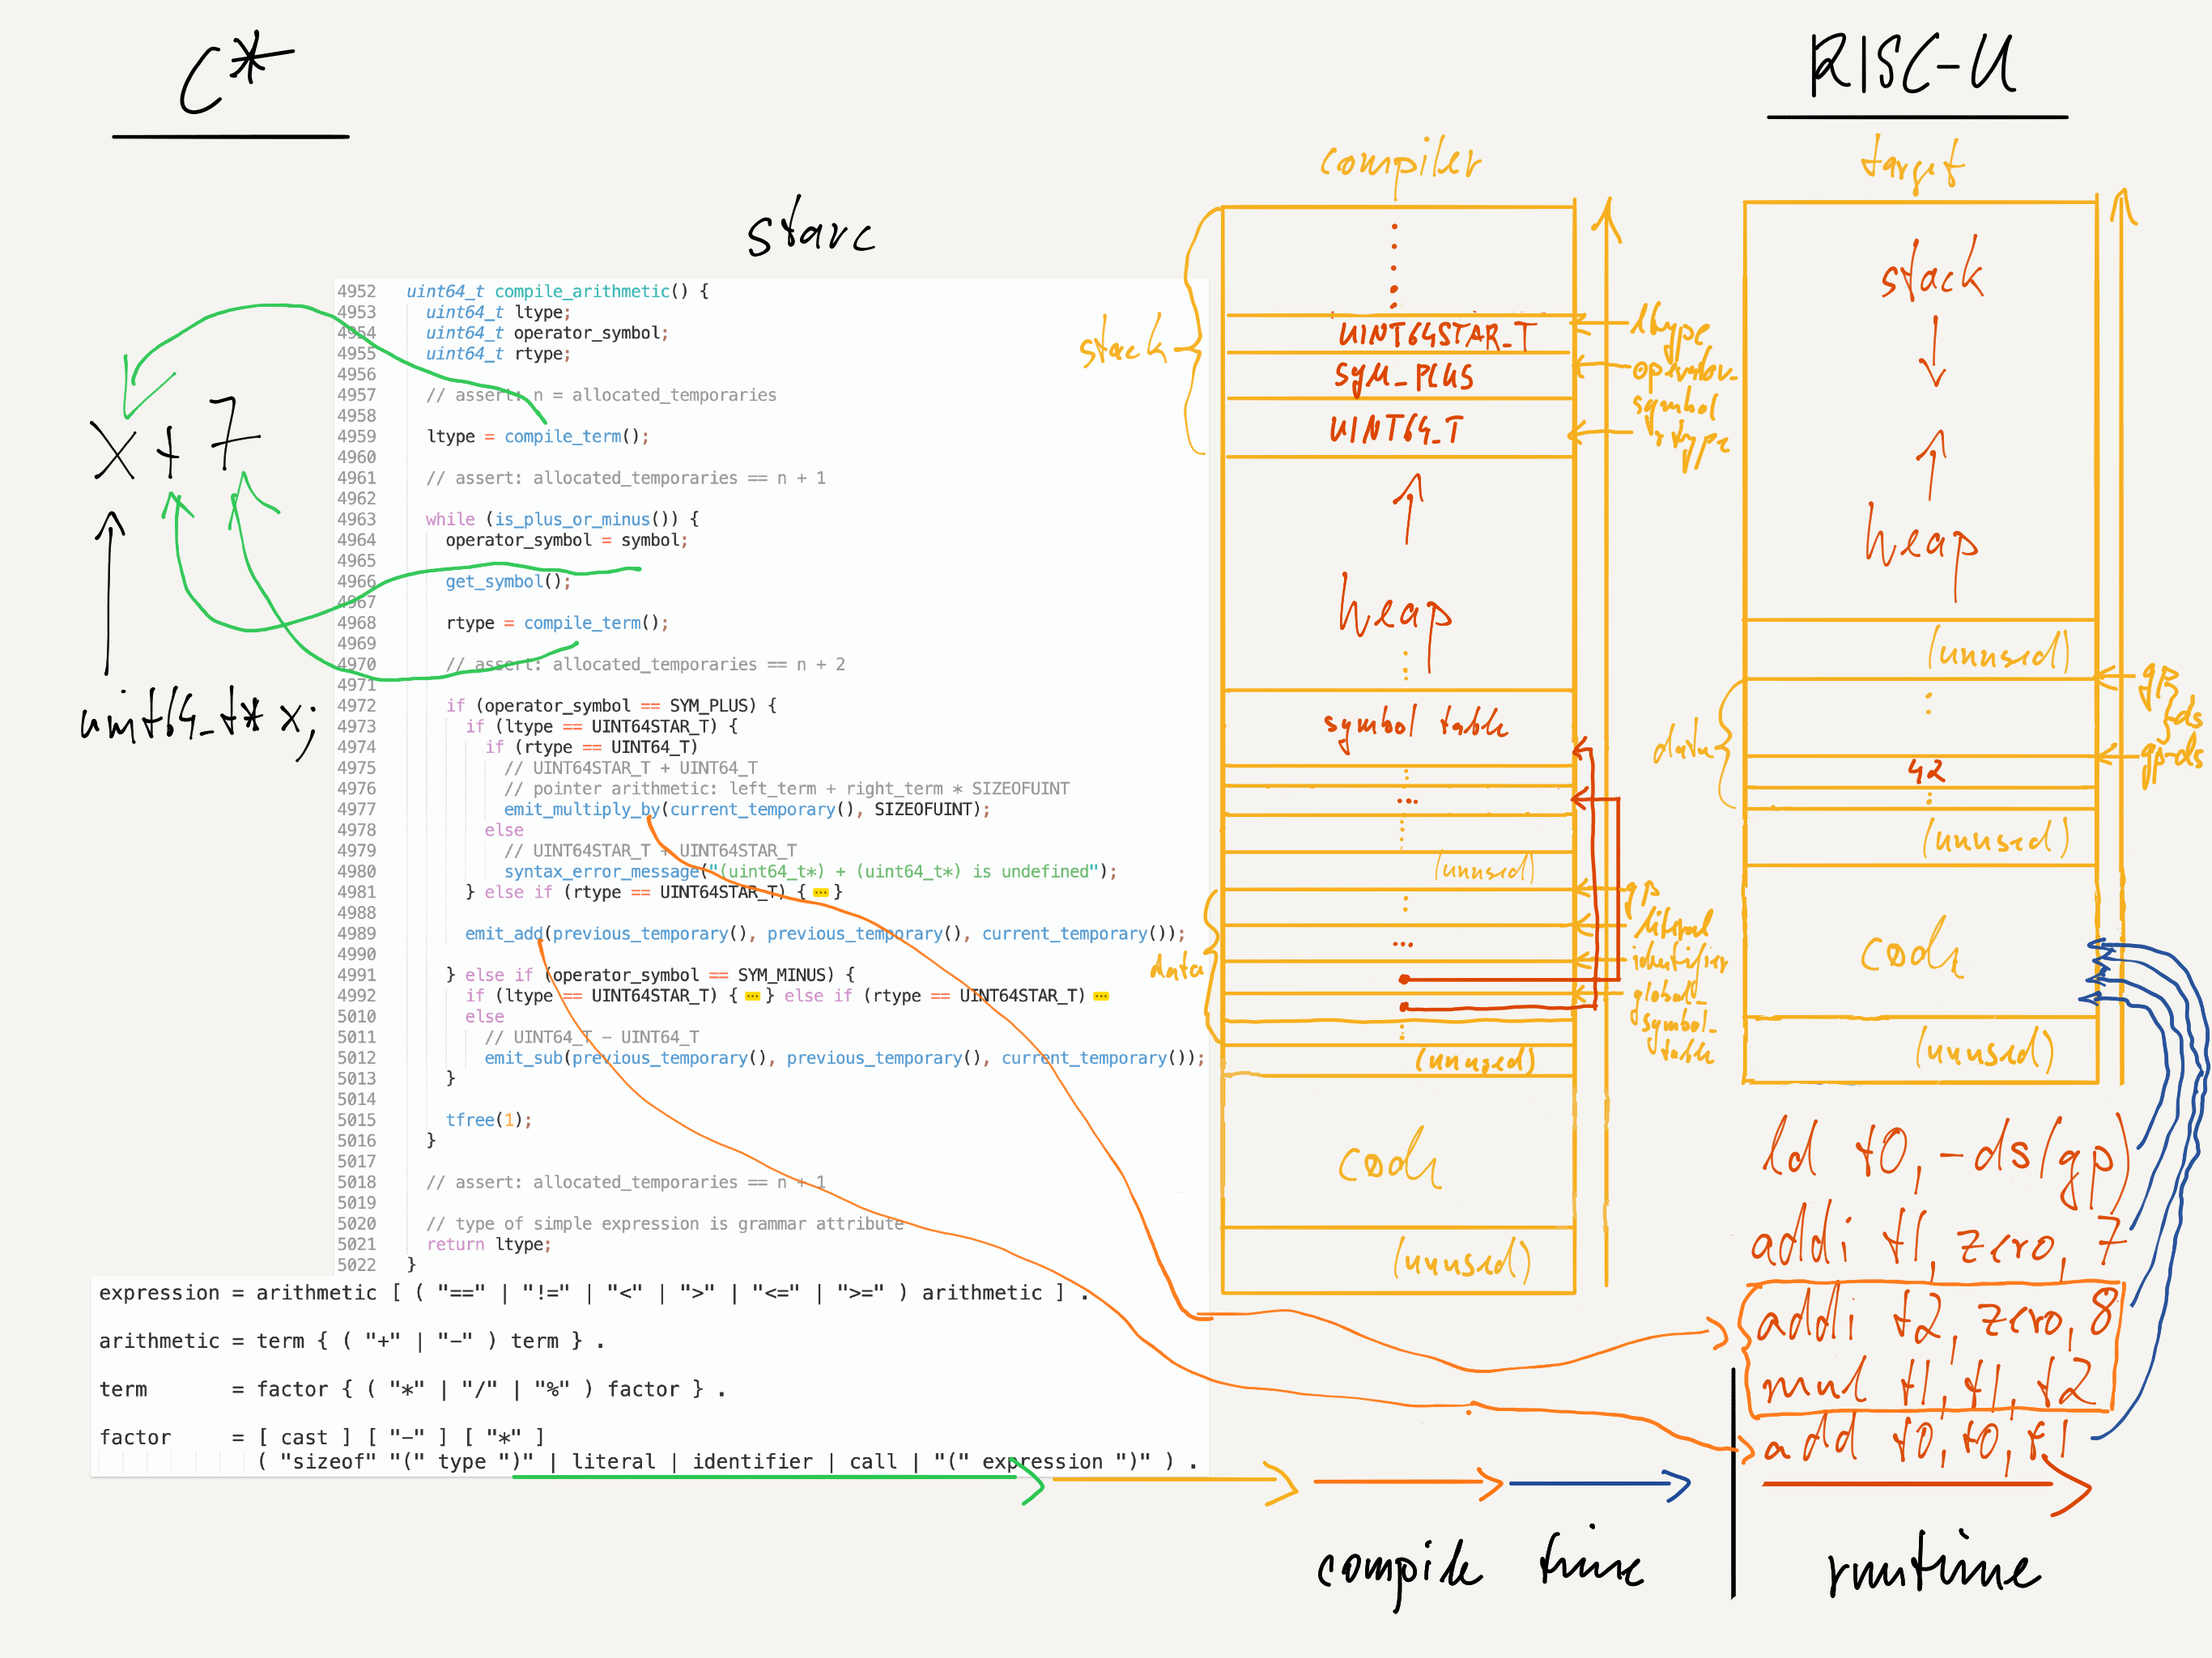 C*
RISC-U
starc
compiler
target
4952 uint64_t compile_arithmetic() {
4953 uint64_t ltype;
4954 uint64_t operator_symbol;
4955 uint64_t rtype;
4956
4957 // assert: n = allocated_temporaries
4958
4959 ltype = compile_term();
4960
4961 // assert: allocated_temporaries == n + 1
4962
4963 while (is_plus_or_minus()) {
4964 operator_symbol = symbol;
4965
4966 get_symbol();
4967
4968 rtype = compile_term();
4969
4970 // assert: allocated_temporaries == n + 2
4971
4972 if (operator_symbol == SYM_PLUS) {
4973 if (ltype == UINT64STAR_T) {
4974 if (rtype == UINT64_T)
4975 // UINT64STAR_T + UINT64_T
4976 // pointer arithmetic: left_term + right_term * SIZEOFUINT
4977 emit_multiply_by(current_temporary(), SIZEOFUINT);
4978 else
4979 // UINT64STAR_T + UINT64STAR_T
4980 syntax_error_message("(uint64_t*) + (uint64_t*) is undefined");
4981 } else if (rtype == UINT64STAR_T) { ⋯ }
4988
4989 emit_add(previous_temporary(), previous_temporary(), current_temporary());
4990
4991 } else if (operator_symbol == SYM_MINUS) {
4992 if (ltype == UINT64STAR_T) { ⋯ } else if (rtype == UINT64STAR_T) ⋯
5010 else
5011 // UINT64_T - UINT64_T
5012 emit_sub(previous_temporary(), previous_temporary(), current_temporary());
5013 }
5014
5015 tfree(1);
5016 }
5017
5018 // assert: allocated_temporaries == n + 1
5019
5020 // type of simple expression is grammar attribute
5021 return ltype;
5022 }
x + 7
uint64_t* x;
expression = arithmetic [ ( "==" | "!=" | "<" | ">" | "<=" | ">=" ) arithmetic ] .
arithmetic = term { ( "+" | "-" ) term } .
term = factor { ( "*" | "/" | "%" ) factor } .
factor = [ cast ] [ "-" ] [ "*" ]
( "sizeof" "(" type ")" | literal | identifier | call | "(" expression ")" ) .
stack
UINT64STAR_T
ltype
SYM_PLUS
operator_
symbol
UINT64_T
rtype
heap
symbol table
...
(unused)
gp
literal
...
identifier
data
global_
symbol_
table
(unused)
code
(unused)
stack
heap
(unused)
gp
-ds
data
gp-ds
42
(unused)
code
(unused)
ld t0,-ds(gp)
addi t1, zero, 7
addi t2, zero, 8
mul t1,t1,t2
add t0,t0,t1
compile time
runtime